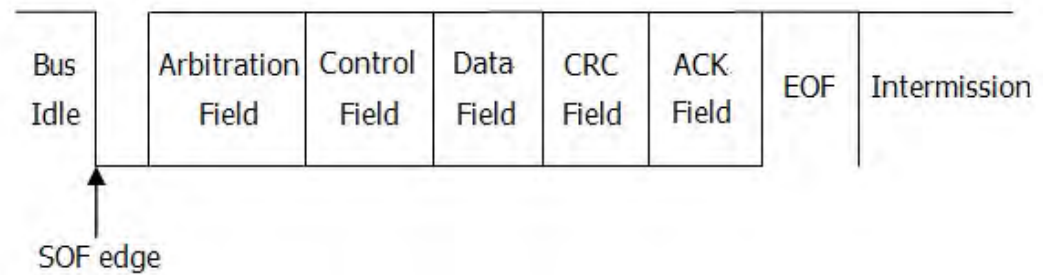 Bus
Idle
Arbitration
Field
Control
Field
Data
Field
CRC
Field
ACK
Field
EOF
Intermission
SOF edge